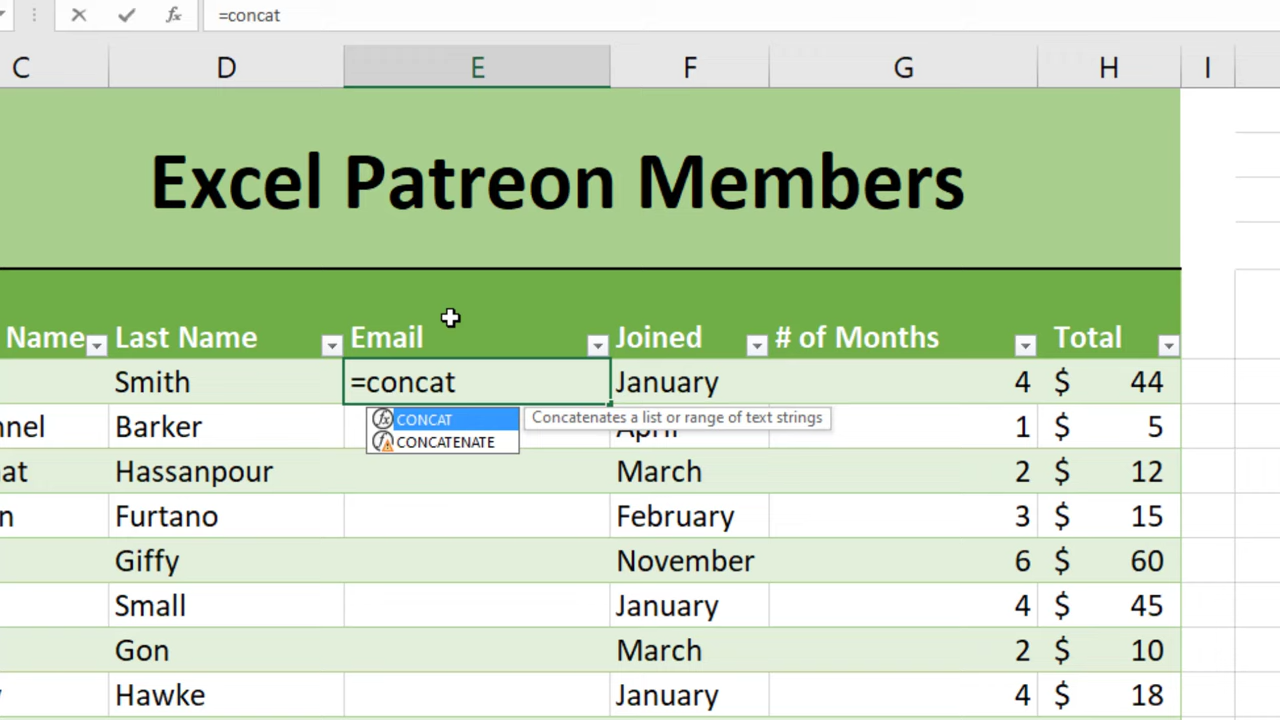 =concat
C D E F G H I
Excel Patreon Members
Name Last Name Email Joined # of Months Total
Smith =concat January 4 $ 44
CONCAT Concatenates a list or range of text strings
nnel Barker April 1 $ 5
CONCATENATE
at Hassanpour March 2 $ 12
n Furtano February 3 $ 15
Giffy November 6 $ 60
Small January 4 $ 45
Gon March 2 $ 10
Hawke January 4 $ 18